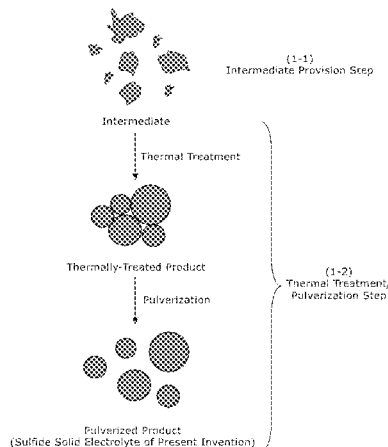 (1-1)
Intermediate Provision Step
Intermediate
Thermal Treatment
Thermally-Treated Product
(1-2)
Thermal Treatment,
Pulverization Step
Pulverization
Pulverized Product
(Sulfide Solid Electrolyte of Present Invention)